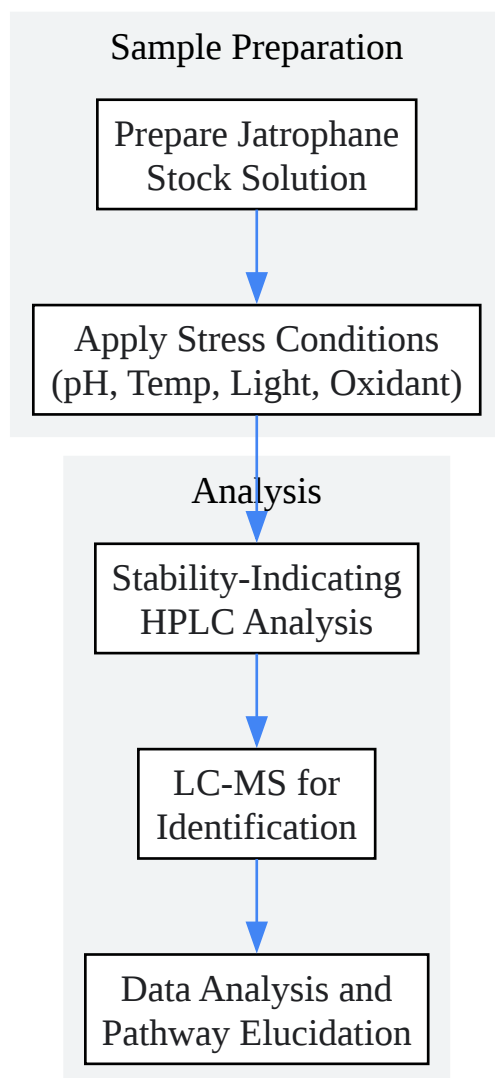 Sample Preparation
Prepare Jatrophane
Stock Solution
Apply Stress Conditions
(pH, Temp, Light, Oxidant)
Analysis
Stability-Indicating
HPLC Analysis
LC-MS for
Identification
Data Analysis and
Pathway Elucidation